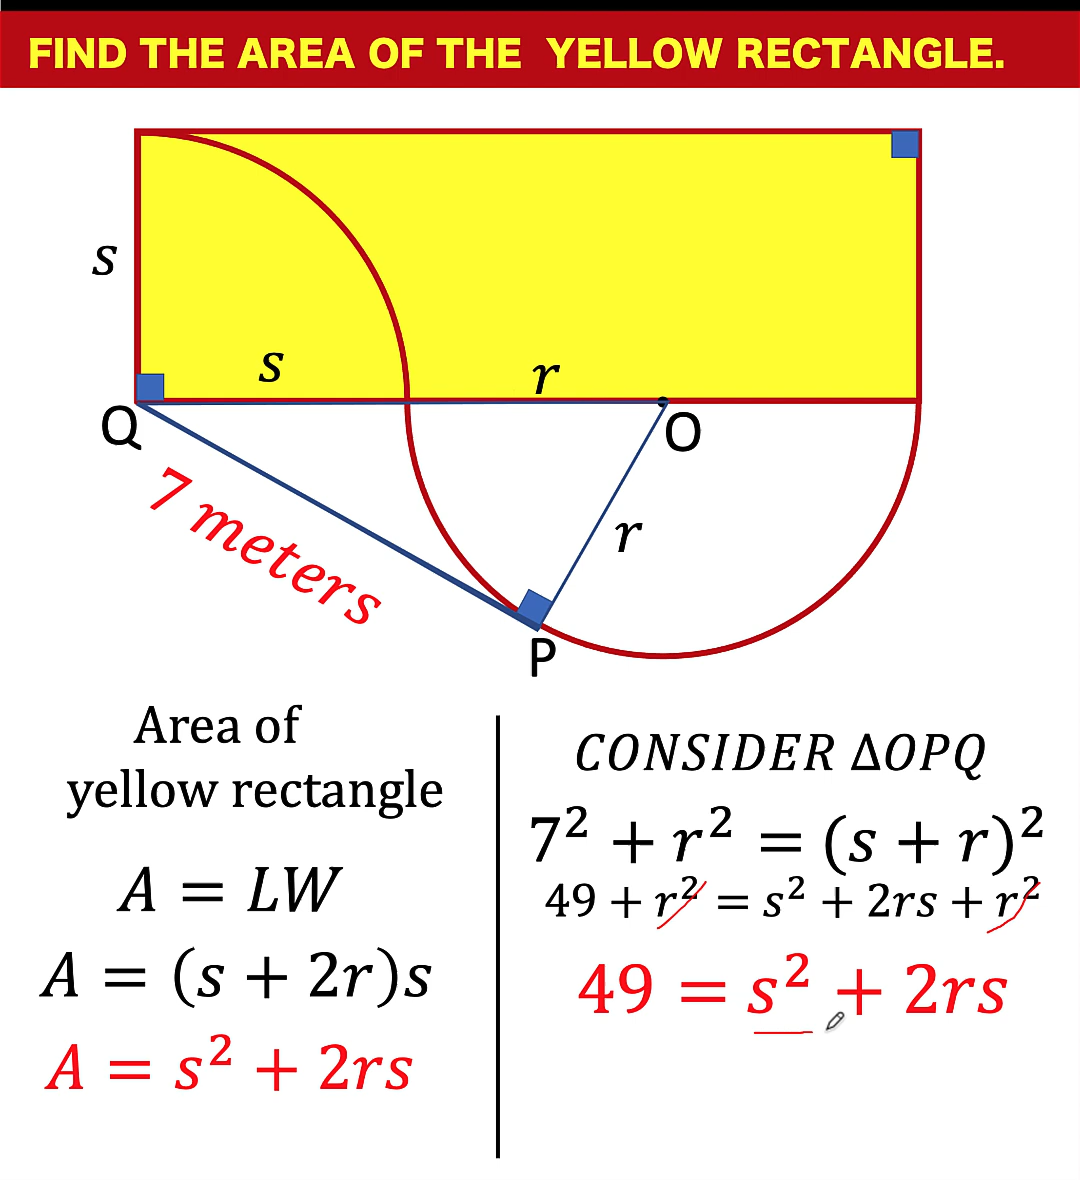 FIND THE AREA OF THE YELLOW RECTANGLE.
s
s
r
Q
O
7 meters
r
P
Area of
yellow rectangle
A = LW
A = (s + 2r)s
A = s² + 2rs
CONSIDER ΔOPQ
7² + r² = (s + r)²
49 + r² = s² + 2rs + r²
49 = s² + 2rs